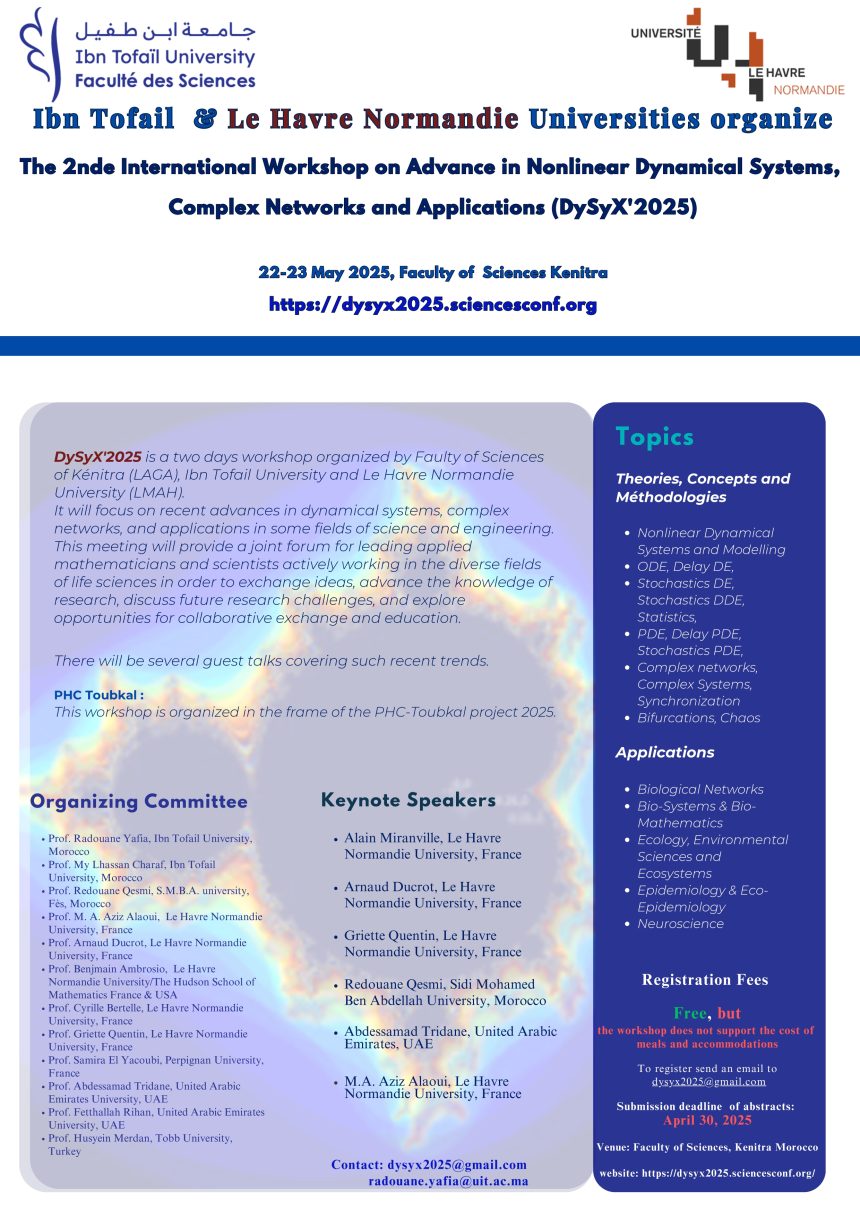 جامعة ابن طفيل
Ibn Tofaïl University
Faculté des Sciences
UNIVERSITÉ
LE HAVRE
NORMANDIE
Ibn Tofail & Le Havre Normandie Universities organize
The 2nde International Workshop on Advance in Nonlinear Dynamical Systems,
Complex Networks and Applications (DySyX'2025)
22-23 May 2025, Faculty of Sciences Kenitra
https://dysyx2025.sciencesconf.org
DySyX'2025 is a two days workshop organized by Faulty of Sciences
of Kénitra (LAGA), Ibn Tofail University and Le Havre Normandie
University (LMAH).
It will focus on recent advances in dynamical systems, complex
networks, and applications in some fields of science and engineering.
This meeting will provide a joint forum for leading applied
mathematicians and scientists actively working in the diverse fields
of life sciences in order to exchange ideas, advance the knowledge of
research, discuss future research challenges, and explore
opportunities for collaborative exchange and education.
There will be several guest talks covering such recent trends.
PHC Toubkal :
This workshop is organized in the frame of the PHC-Toubkal project 2025.
Organizing Committee
• Prof. Radouane Yafia, Ibn Tofail University,
Morocco
• Prof. My Lhassan Charaf, Ibn Tofail
University, Morocco
• Prof. Redouane Qesmi, S.M.B.A. university,
Fès, Morocco
• Prof. M. A. Aziz Alaoui, Le Havre Normandie
University, France
• Prof. Arnaud Ducrot, Le Havre Normandie
University, France
• Prof. Benjmain Ambrosio, Le Havre
Normandie University/The Hudson School of
Mathematics France & USA
• Prof. Cyrille Bertelle, Le Havre Normandie
University, France
• Prof. Griette Quentin, Le Havre Normandie
University, France
• Prof. Samira El Yacoubi, Perpignan University,
France
• Prof. Abdessamad Tridane, United Arabic
Emirates University, UAE
• Prof. Fetthallah Rihan, United Arabic Emirates
University, UAE
• Prof. Husyein Merdan, Tobb University,
Turkey
Keynote Speakers
• Alain Miranville, Le Havre
Normandie University, France
• Arnaud Ducrot, Le Havre
Normandie University, France
• Griette Quentin, Le Havre
Normandie University, France
• Redouane Qesmi, Sidi Mohamed
Ben Abdellah University, Morocco
• Abdessamad Tridane, United Arabic
Emirates, UAE
• M.A. Aziz Alaoui, Le Havre
Normandie University, France
Contact: dysyx2025@gmail.com
radouane.yafia@uit.ac.ma
Topics
Theories, Concepts and
Méthodologies
• Nonlinear Dynamical
Systems and Modelling
• ODE, Delay DE,
• Stochastics DE,
Stochastics DDE,
Statistics,
• PDE, Delay PDE,
Stochastics PDE,
• Complex networks,
Complex Systems,
Synchronization
• Bifurcations, Chaos
Applications
• Biological Networks
• Bio-Systems & Bio-
Mathematics
• Ecology, Environmental
Sciences and
Ecosystems
• Epidemiology & Eco-
Epidemiology
• Neuroscience
Registration Fees
Free, but
the workshop does not support the cost of
meals and accommodations
To register send an email to
dysyx2025@gmail.com
Submission deadline of abstracts:
April 30, 2025
Venue: Faculty of Sciences, Kenitra Morocco
website: https://dysyx2025.sciencesconf.org/